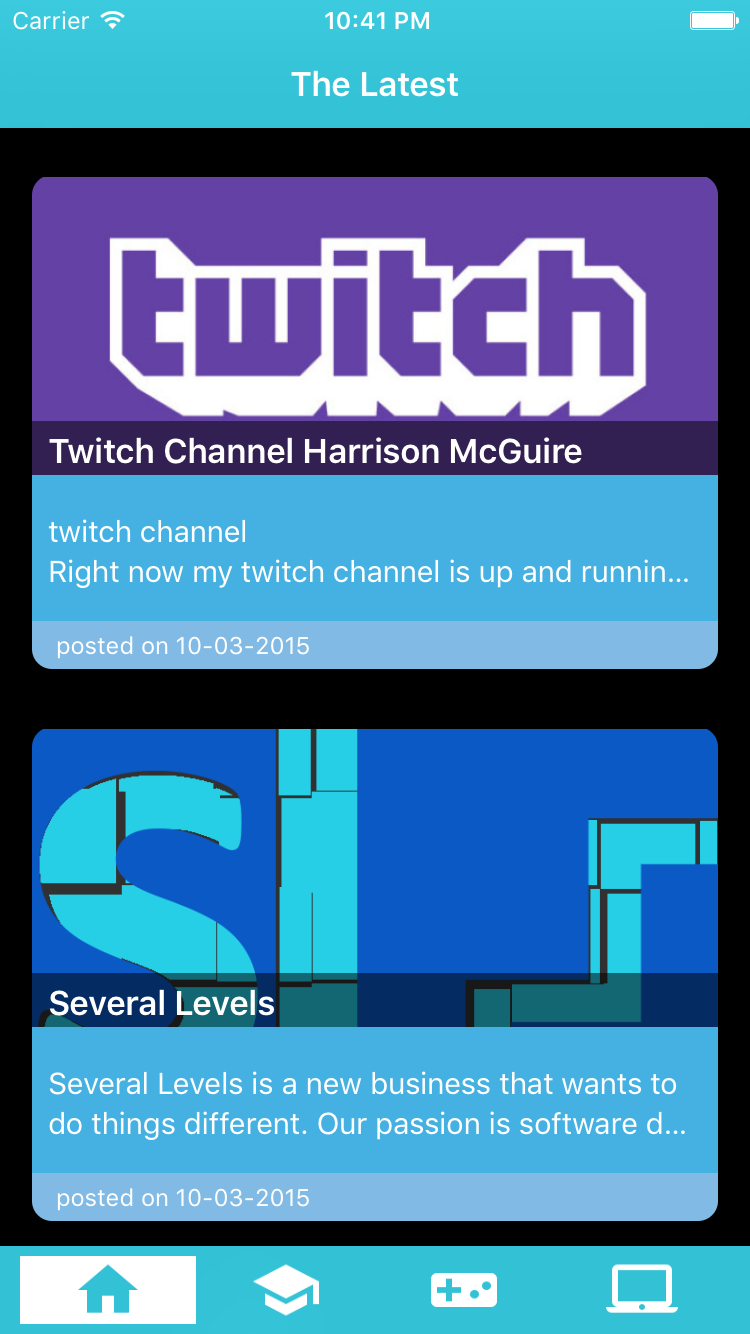 Carrier 10:41 PM
The Latest
twitch
Twitch Channel Harrison McGuire
twitch channel
Right now my twitch channel is up and runnin...
posted on 10-03-2015
SL
Several Levels
Several Levels is a new business that wants to
do things different. Our passion is software d...
posted on 10-03-2015